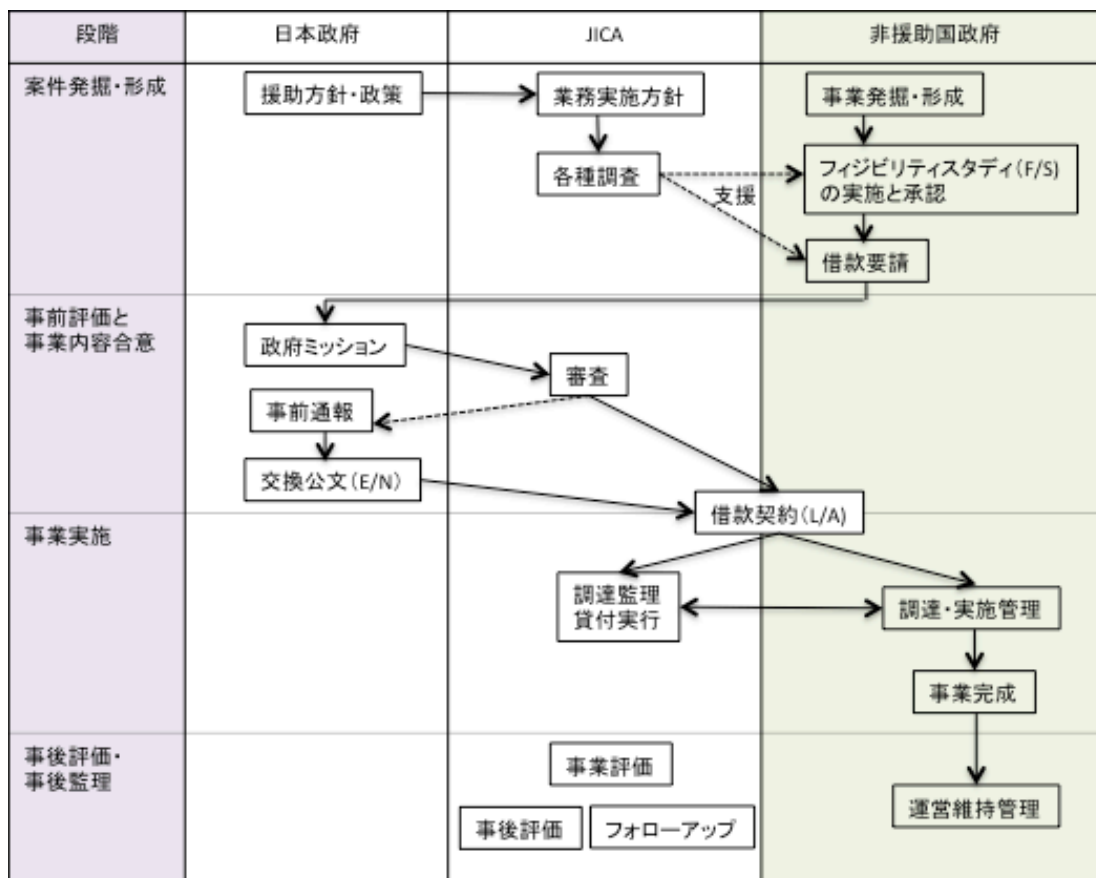 段階
日本政府
JICA
非援助国政府
案件発掘・形成
援助方針・政策
業務実施方針
事業発掘・形成
各種調査
支援
フィジビリティスタディ(F/S)
の実施と承認
借款要請
事前評価と
事業内容合意
政府ミッション
審査
事前通報
交換公文(E/N)
借款契約(L/A)
事業実施
調達監理
貸付実行
調達・実施管理
事業完成
事後評価・
事後監理
事業評価
事後評価
フォローアップ
運営維持管理